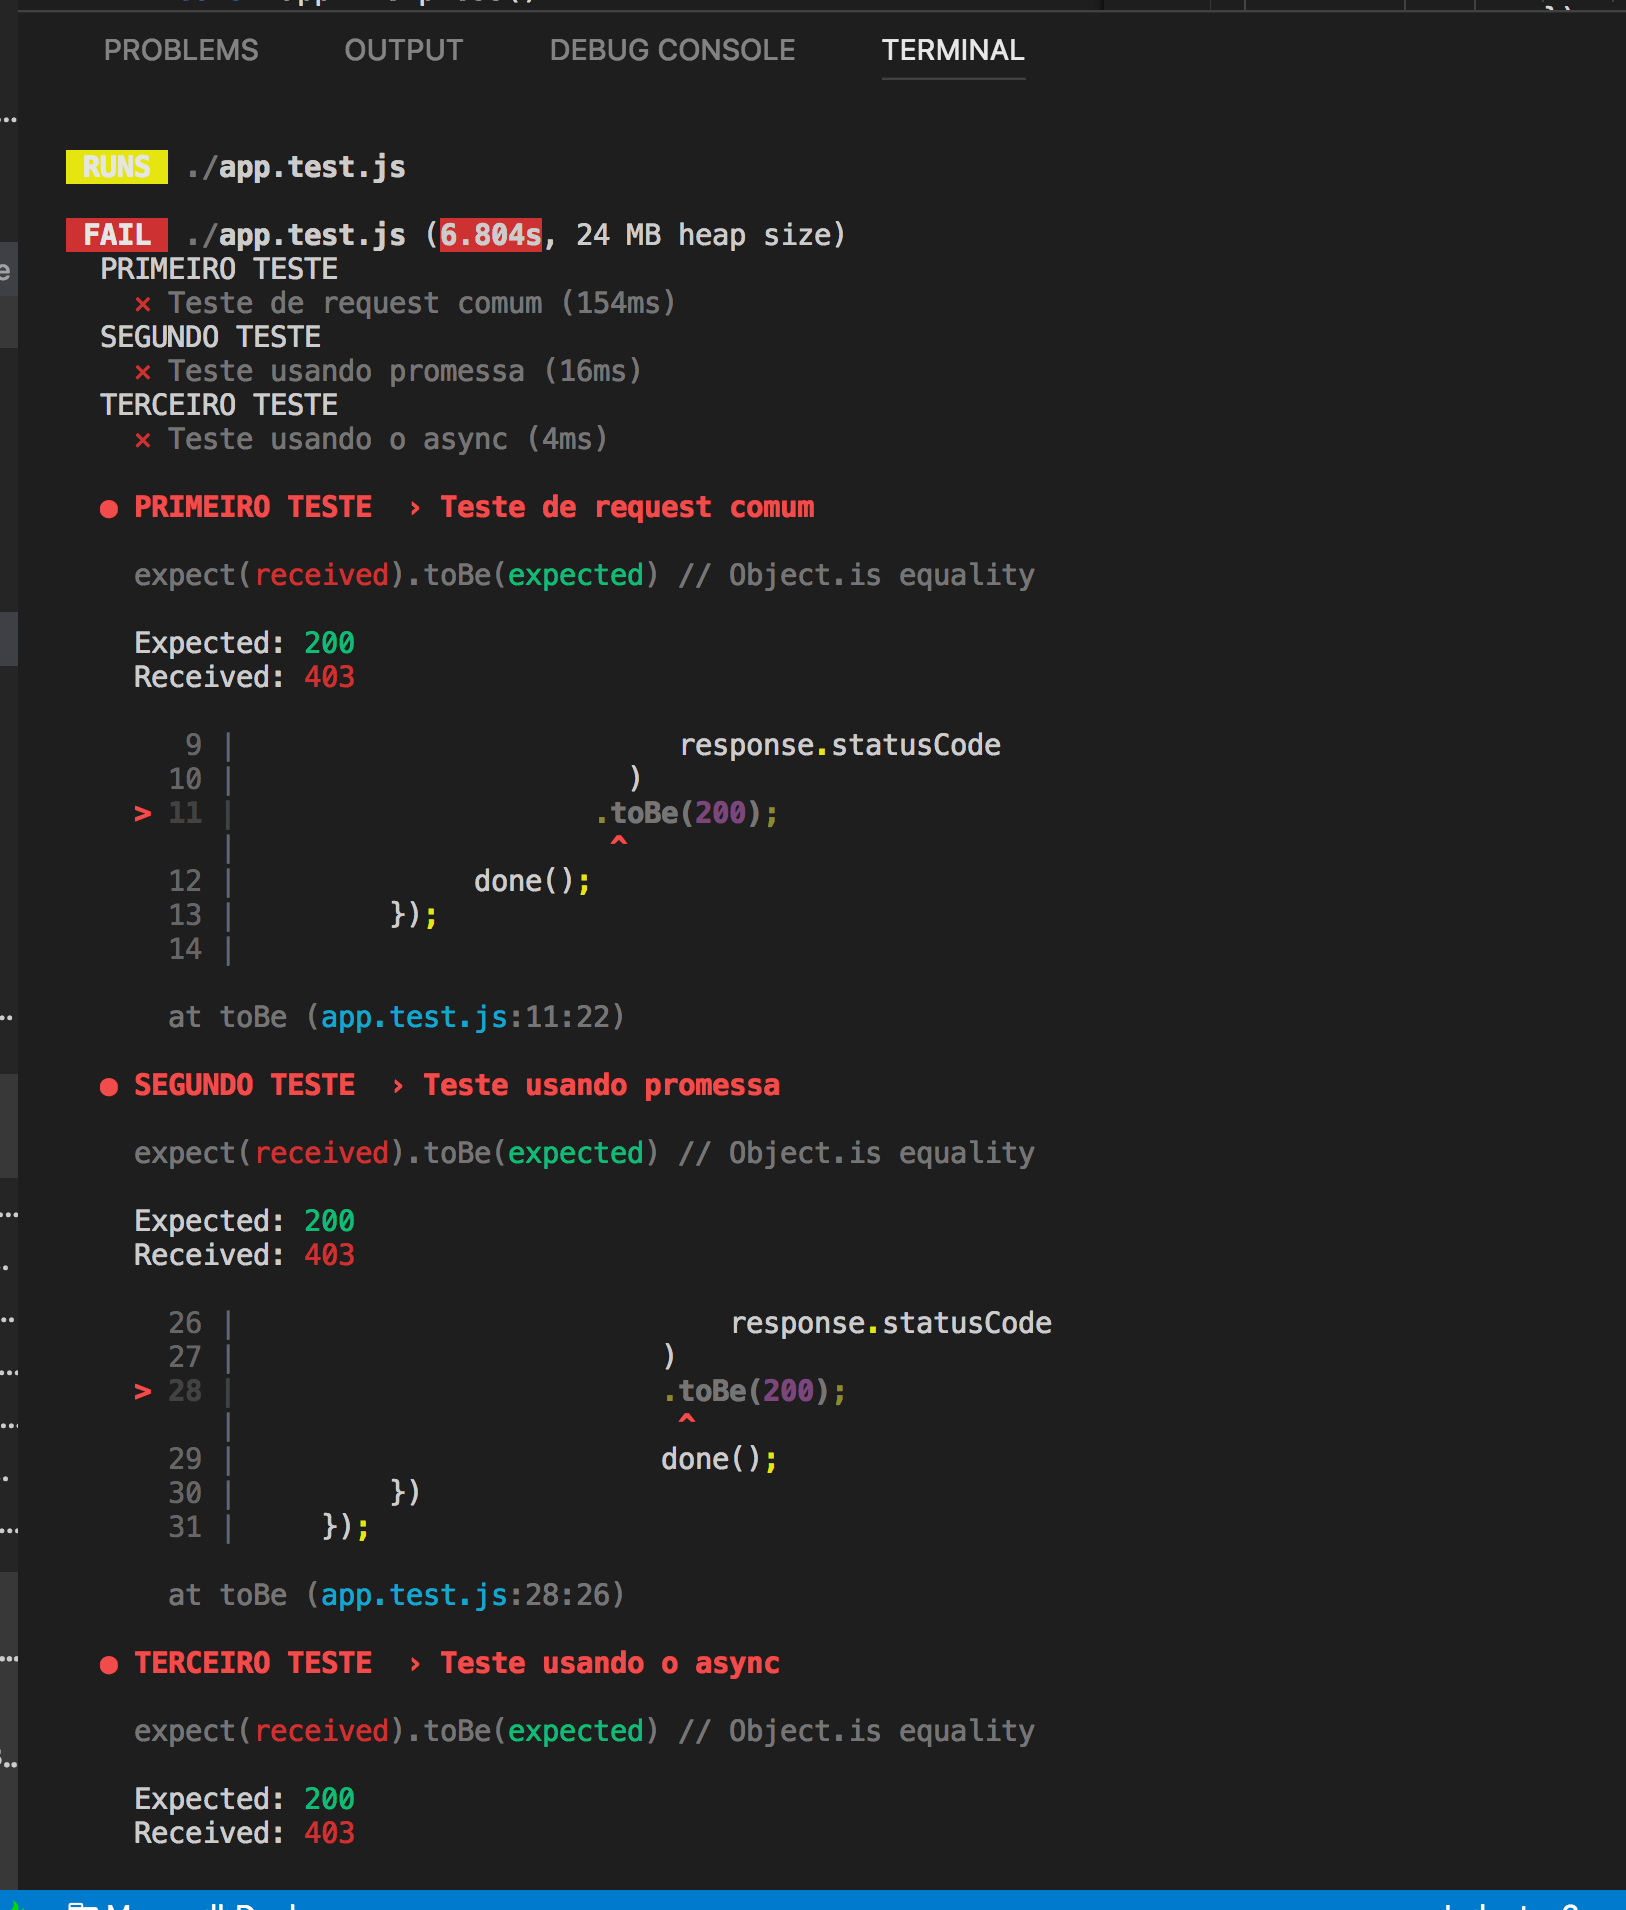 PROBLEMS OUTPUT DEBUG CONSOLE TERMINAL
RUNS ./app.test.js
FAIL ./app.test.js (6.804s, 24 MB heap size)
PRIMEIRO TESTE
× Teste de request comum (154ms)
SEGUNDO TESTE
× Teste usando promessa (16ms)
TERCEIRO TESTE
× Teste usando o async (4ms)
● PRIMEIRO TESTE › Teste de request comum
expect(received).toBe(expected) // Object.is equality
Expected: 200
Received: 403
9 | response.statusCode
10 | )
> 11 | .toBe(200);
| ^
12 | done();
13 | });
14 |
at toBe (app.test.js:11:22)
● SEGUNDO TESTE › Teste usando promessa
expect(received).toBe(expected) // Object.is equality
Expected: 200
Received: 403
26 | response.statusCode
27 | )
> 28 | .toBe(200);
| ^
29 | done();
30 | })
31 | });
at toBe (app.test.js:28:26)
● TERCEIRO TESTE › Teste usando o async
expect(received).toBe(expected) // Object.is equality
Expected: 200
Received: 403